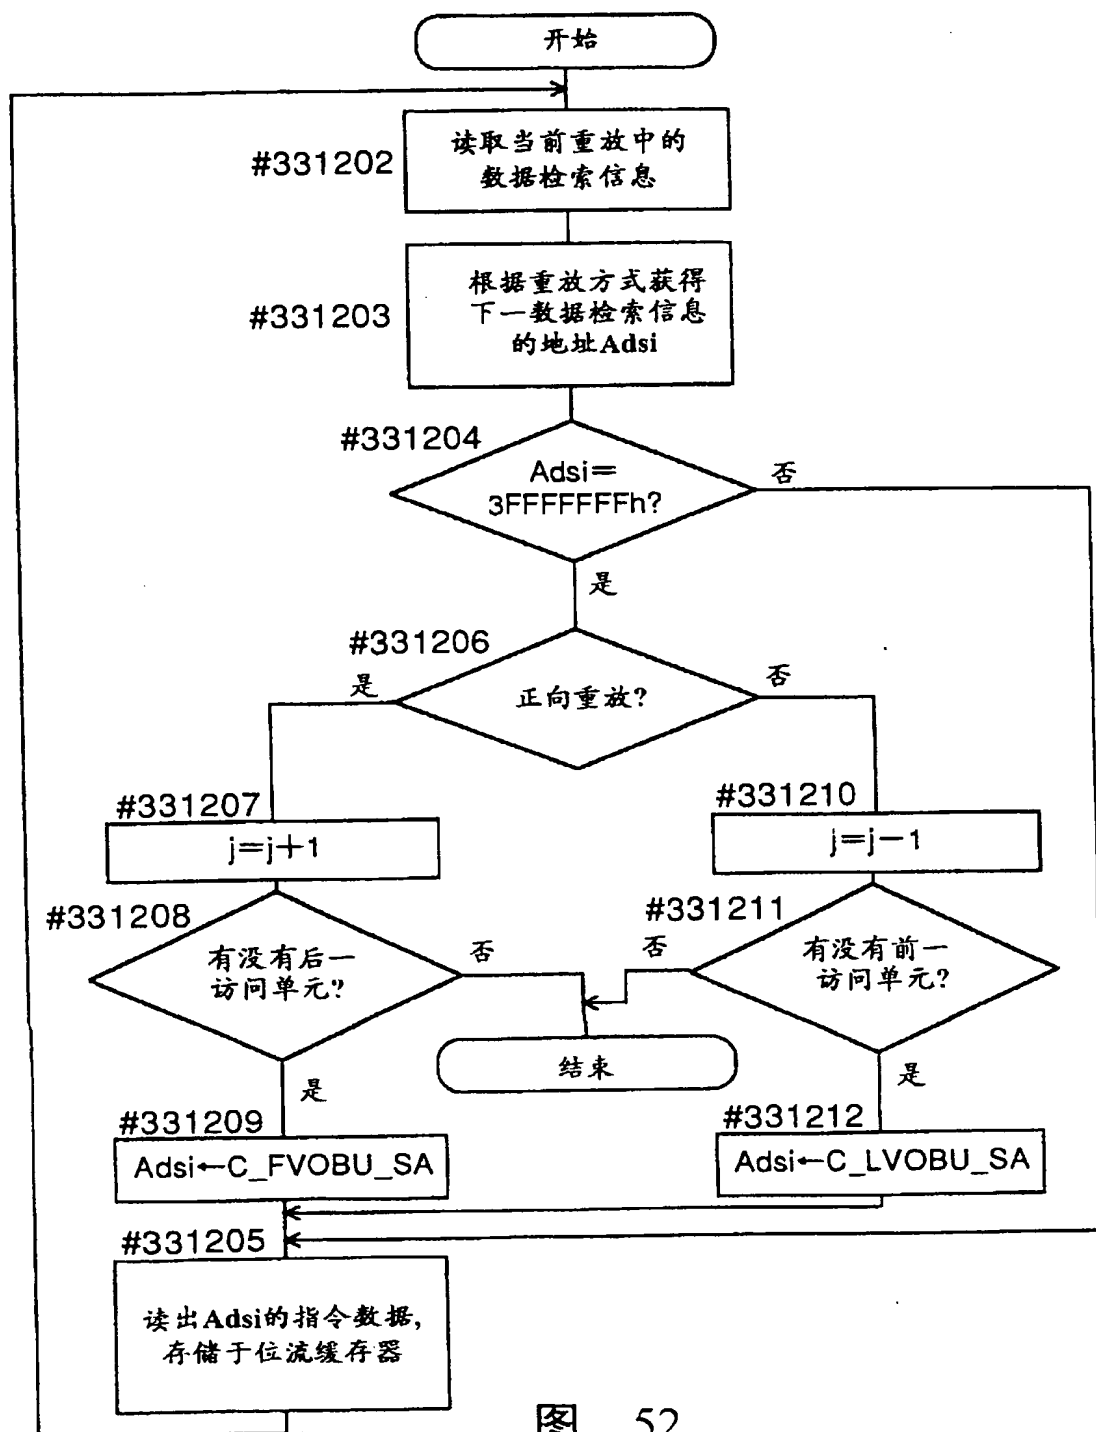 开始
#331202
读取当前重放中的
数据检索信息
#331203
根据重放方式获得
下一数据检索信息
的地址Adsi
#331204
Adsi=
3FFFFFFFh?
否
是
#331206
正向重放?
是
否
#331207
j=j+1
#331210
j=j-1
#331208
有没有后一
访问单元?
否
#331211
有没有前一
访问单元?
否
结束
是
是
#331209
Adsi←C_FVOBU_SA
#331212
Adsi←C_LVOBU_SA
#331205
读出Adsi的指令数据,
存储于位流缓存器
图 52